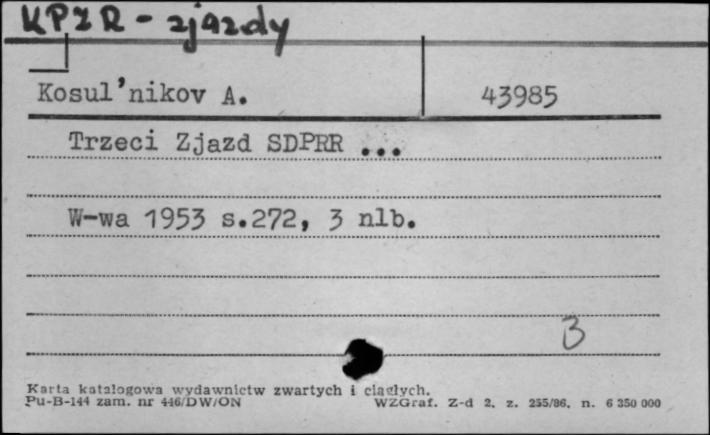 KPZR - zjazdy
Kosul'nikov A. 43985
Trzeci Zjazd SDPRR ...
W-wa 1953 s.272, 3 nlb.
B
Karta katalogowa wydawnictw zwartych i ciągłych.
Pu-B-144 zam. nr 446/DW/ON WZGraf. Z-d 2. z. 255/86. n. 6 350 000